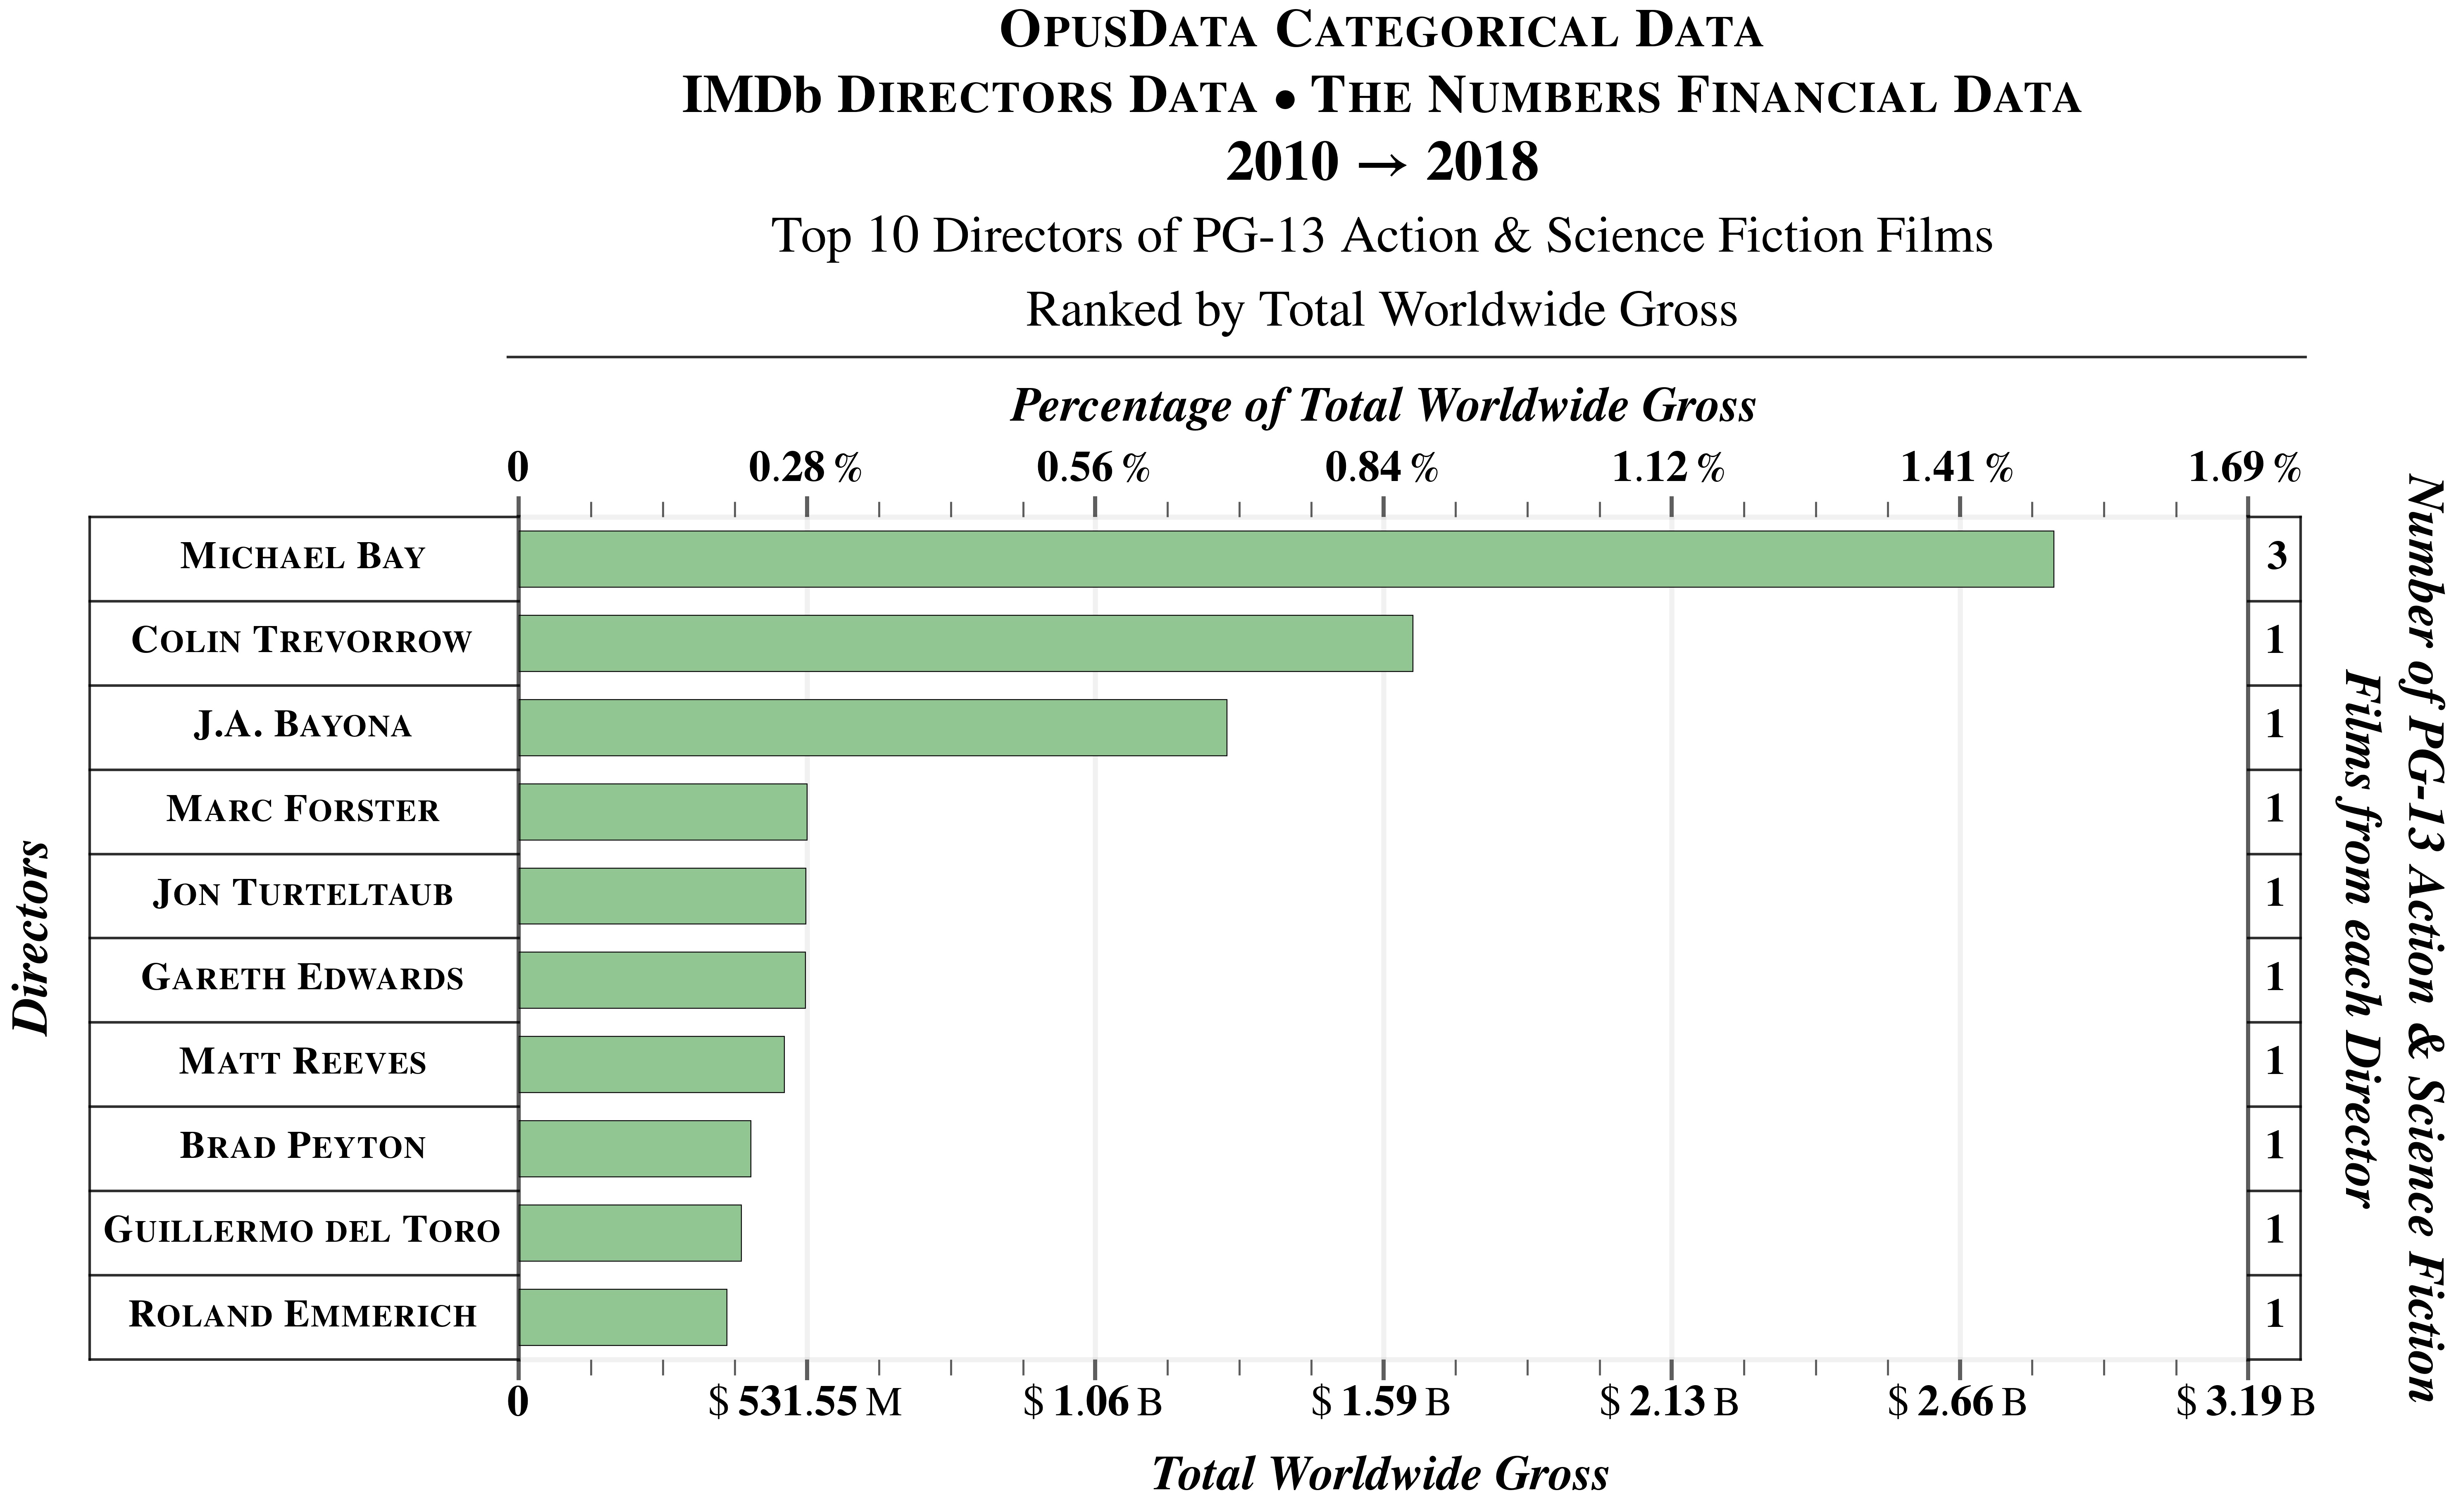 OPUSDATA CATEGORICAL DATA
IMDb DIRECTORS DATA • THE NUMBERS FINANCIAL DATA
2010 → 2018
Top 10 Directors of PG-13 Action & Science Fiction Films
Ranked by Total Worldwide Gross
Percentage of Total Worldwide Gross
0 0.28 % 0.56 % 0.84 % 1.12 % 1.41 % 1.69 %
MICHAEL BAY 3
COLIN TREVORROW 1
J.A. BAYONA 1
MARC FORSTER 1
JON TURTELTAUB 1
GARETH EDWARDS 1
MATT REEVES 1
BRAD PEYTON 1
GUILLERMO DEL TORO 1
ROLAND EMMERICH 1
0 $ 531.55 M $ 1.06 B $ 1.59 B $ 2.13 B $ 2.66 B $ 3.19 B
Total Worldwide Gross
Directors
Number of PG-13 Action & Science Fiction
Films from each Director